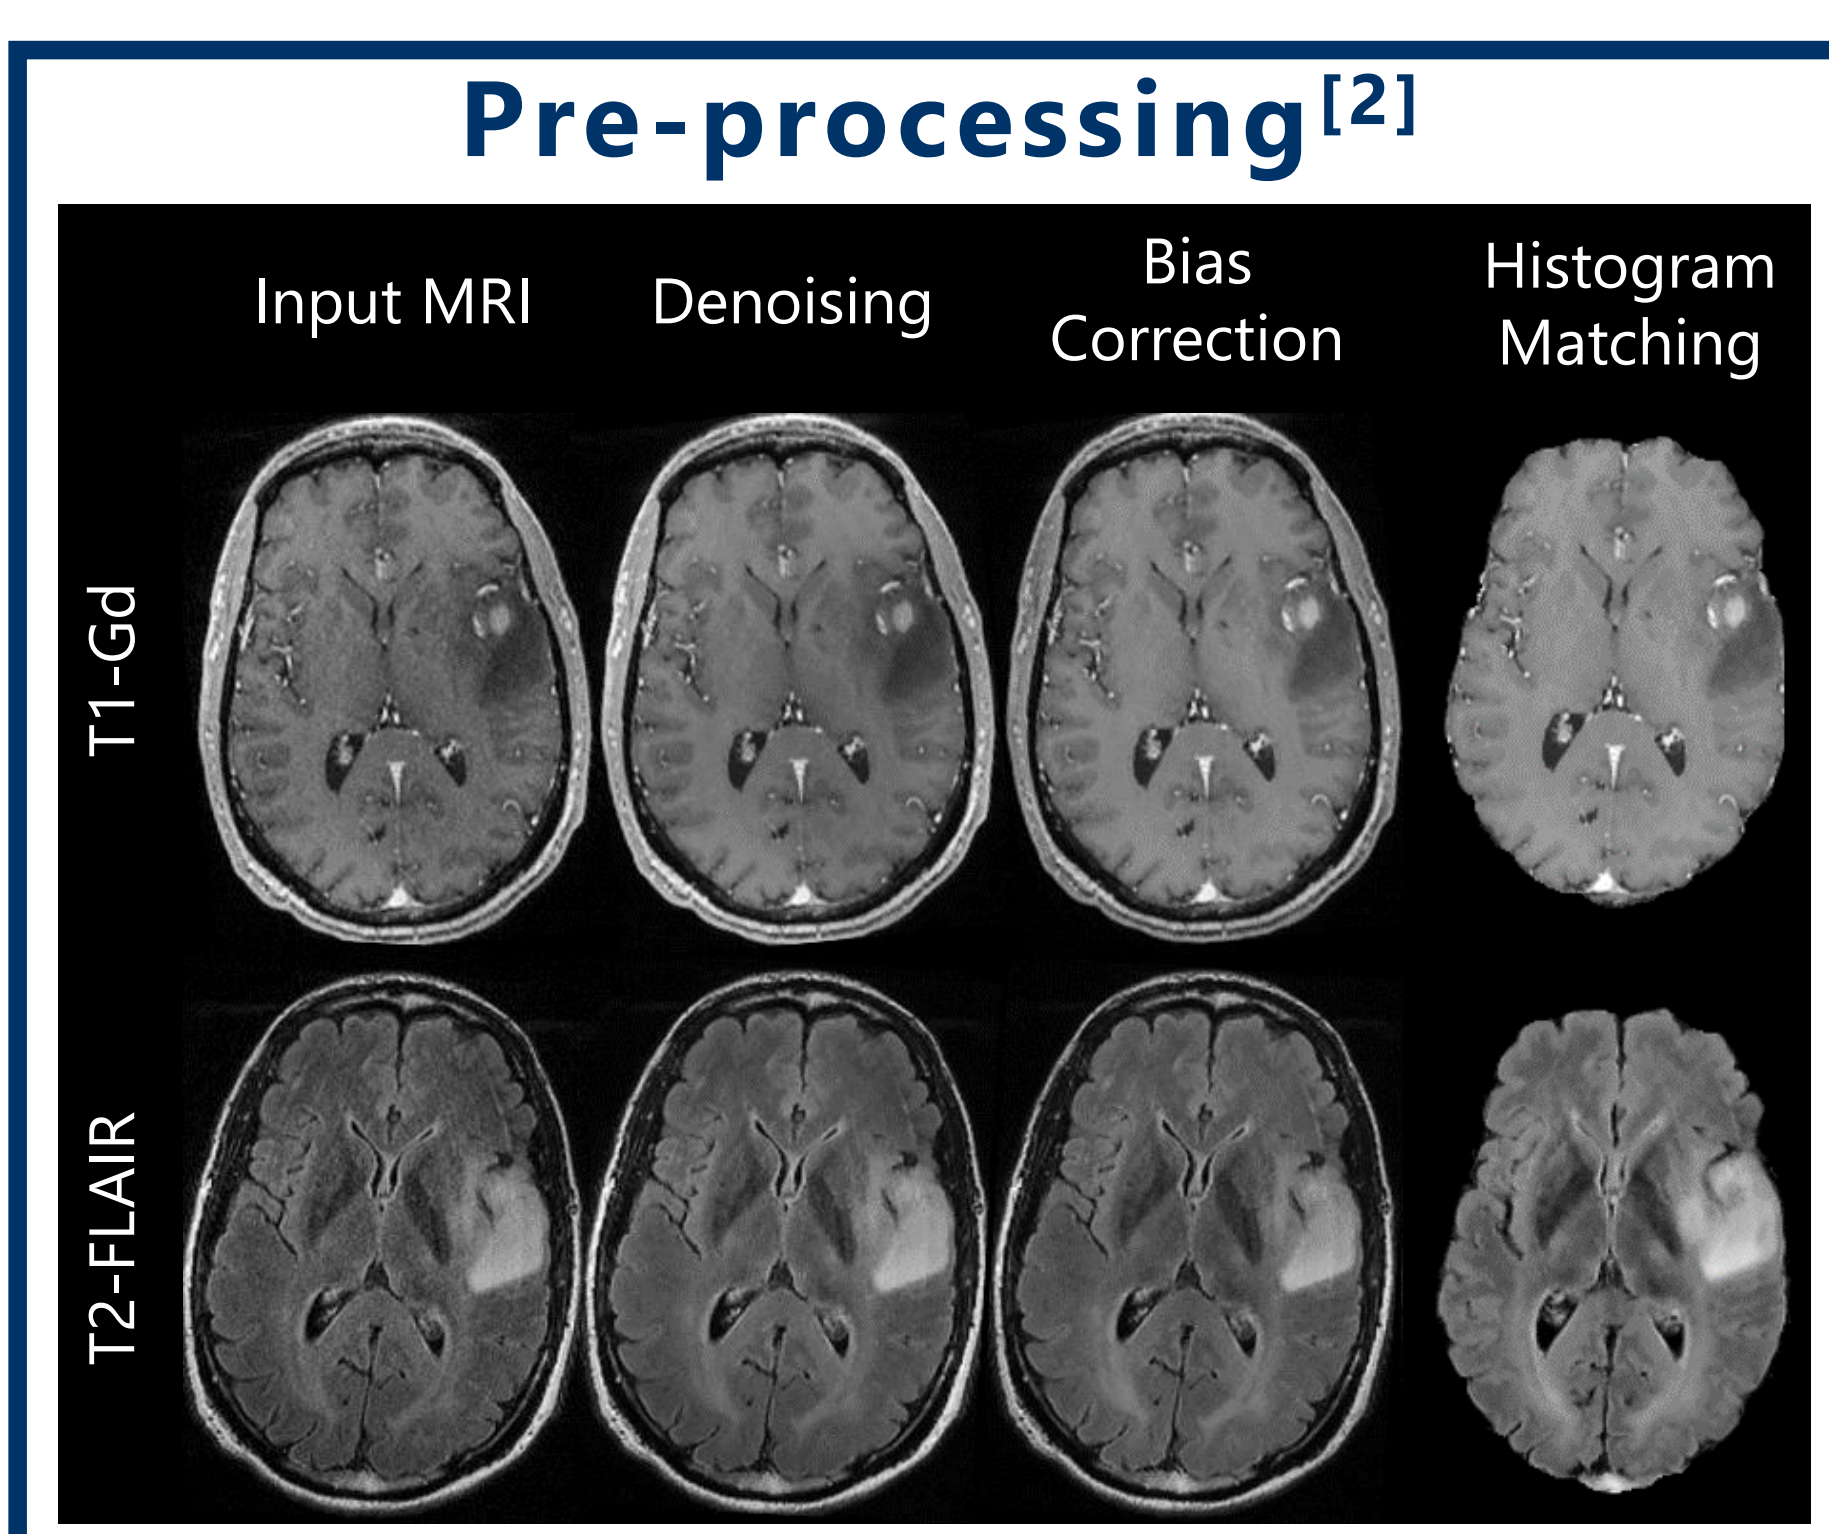 Pre-processing[2]
Input MRI
Denoising
Bias
Correction
Histogram
Matching
T1-Gd
T2-FLAIR